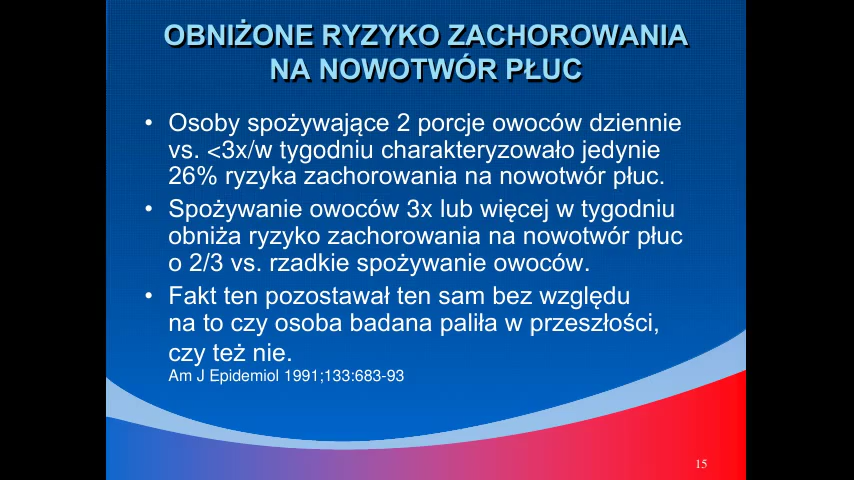 OBNIŻONE RYZYKO ZACHOROWANIA
NA NOWOTWÓR PŁUC
• Osoby spożywające 2 porcje owoców dziennie
vs. <3x/w tygodniu charakteryzowało jedynie
26% ryzyka zachorowania na nowotwór płuc.
• Spożywanie owoców 3x lub więcej w tygodniu
obniża ryzyko zachorowania na nowotwór płuc
o 2/3 vs. rzadkie spożywanie owoców.
• Fakt ten pozostawał ten sam bez względu
na to czy osoba badana paliła w przeszłości,
czy też nie.
Am J Epidemiol 1991;133:683-93
15